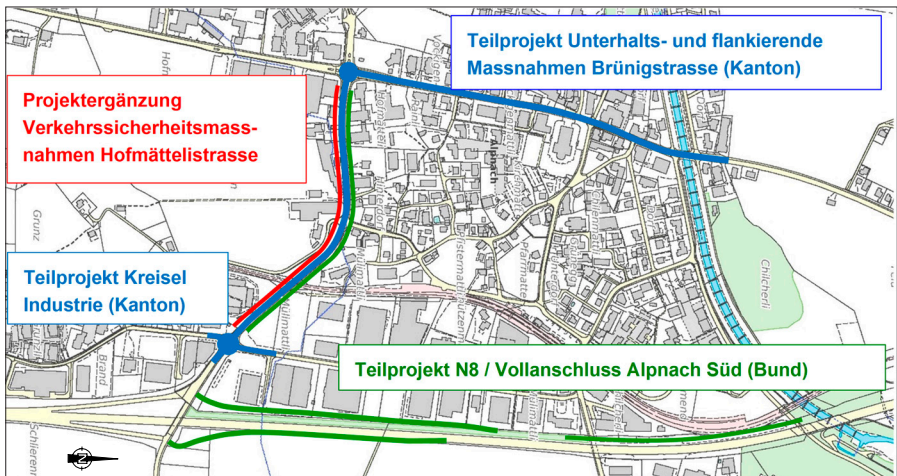 Teilprojekt Unterhalts- und flankierende
Massnahmen Brünigstrasse (Kanton)
Projektergänzung
Verkehrssicherheitsmass-
nahmen Hofmättelistrasse
Alpnach
Grunz
Chilcherli
Teilprojekt Kreisel
Industrie (Kanton)
Pfarrmatte
Brand
Teilprojekt N8 / Vollanschluss Alpnach Süd (Bund)